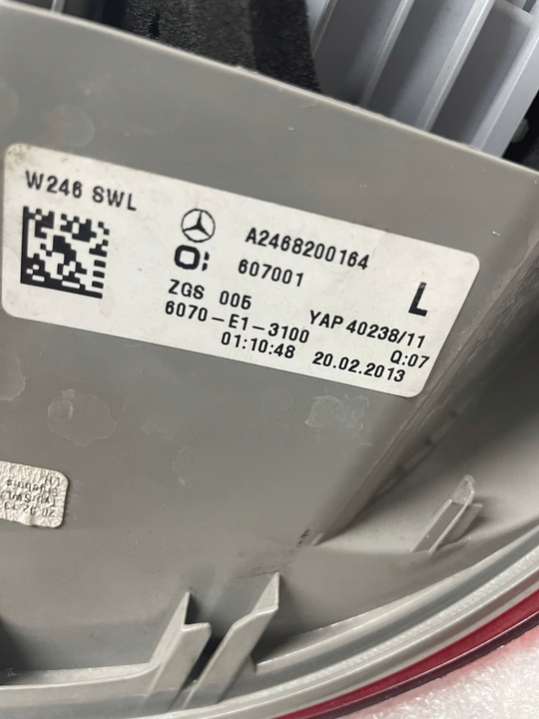 W246 SWL
A2468200164
O: 607001
L
ZGS 005 YAP 40238/11
6070-E1-3100 Q:07
01:10:48 20.02.2013